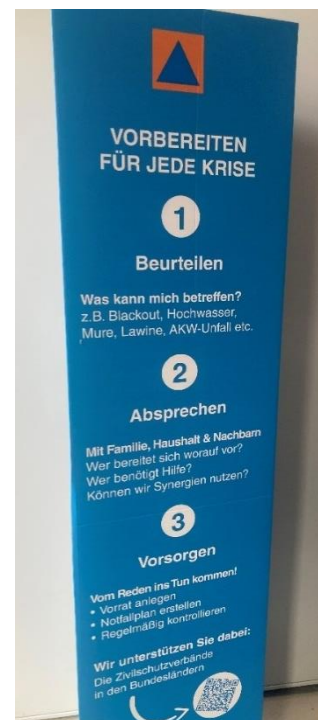 VORBEREITEN
FÜR JEDE KRISE
1
Beurteilen
Was kann mich betreffen?
z.B. Blackout, Hochwasser,
Mure, Lawine, AKW-Unfall etc.
2
Absprechen
Mit Familie, Haushalt & Nachbarn
Wer bereitet sich worauf vor?
Wer benötigt Hilfe?
Können wir Synergien nutzen?
3
Vorsorgen
Vom Reden ins Tun kommen!
• Vorrat anlegen
• Notfallplan erstellen
• Regelmäßig kontrollieren
Wir unterstützen Sie dabei:
Die Zivilschutzverbände
in den Bundesländern